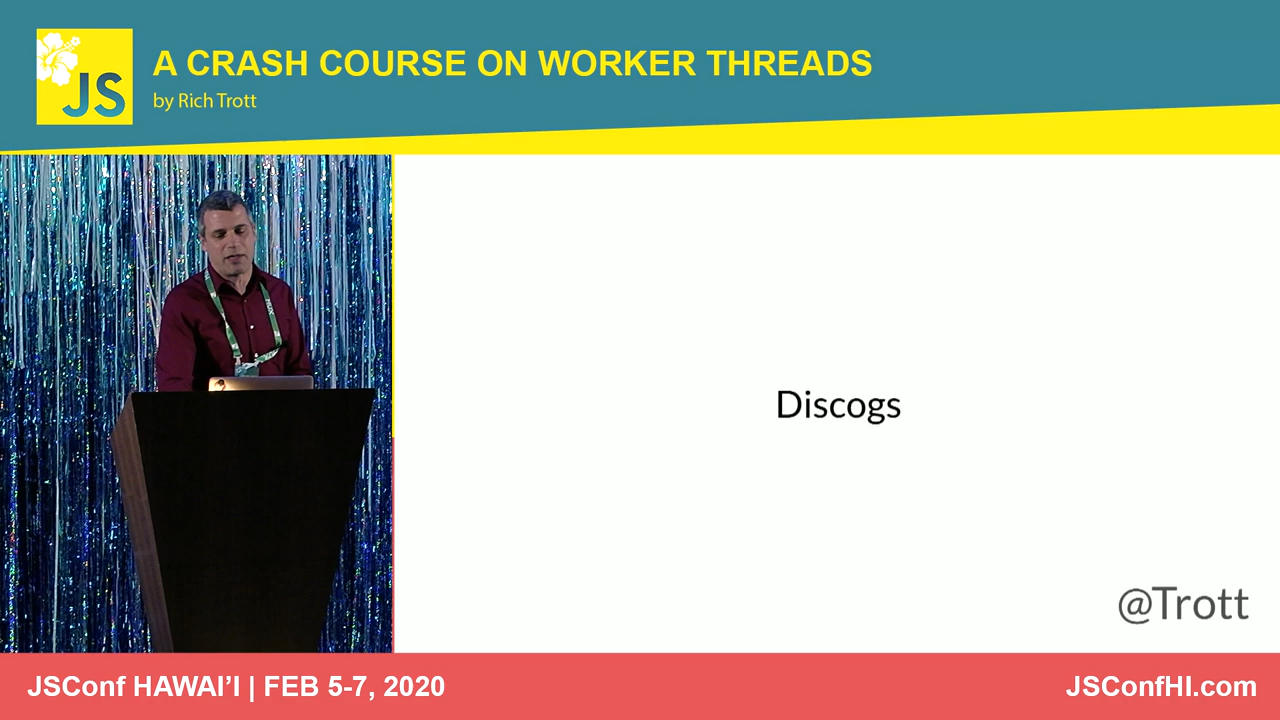 JS
A CRASH COURSE ON WORKER THREADS
by Rich Trott
Discogs
@Trott
JSConf HAWAI’I | FEB 5-7, 2020
JSConfHI.com